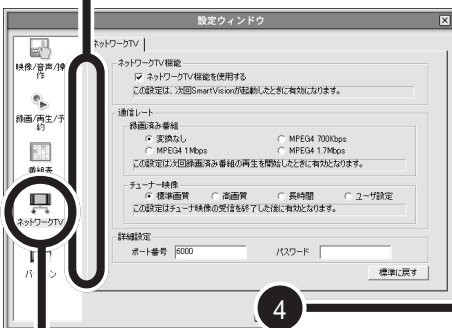 設定ウィンドウ
ネットワークTV
映像/音声/操
作
録画/再生/予
約
番組表
ネットワークTV
ネットワークTV機能
ネットワークTV機能を使用する
この設定は、次回SmartVisionが起動したときに有効になります。
通信レート
録画済み番組
変換なし
MPEG4 700Kbps
MPEG4 1Mbps
MPEG4 1.7Mbps
この設定は次回録画済み番組の再生を開始したときに有効となります。
チューナー映像
標準画質
高画質
長時間
ユーザ設定
この設定はチューナ映像の受信を終了した後に有効となります。
詳細設定
ポート番号 6000
パスワード
標準に戻す
4